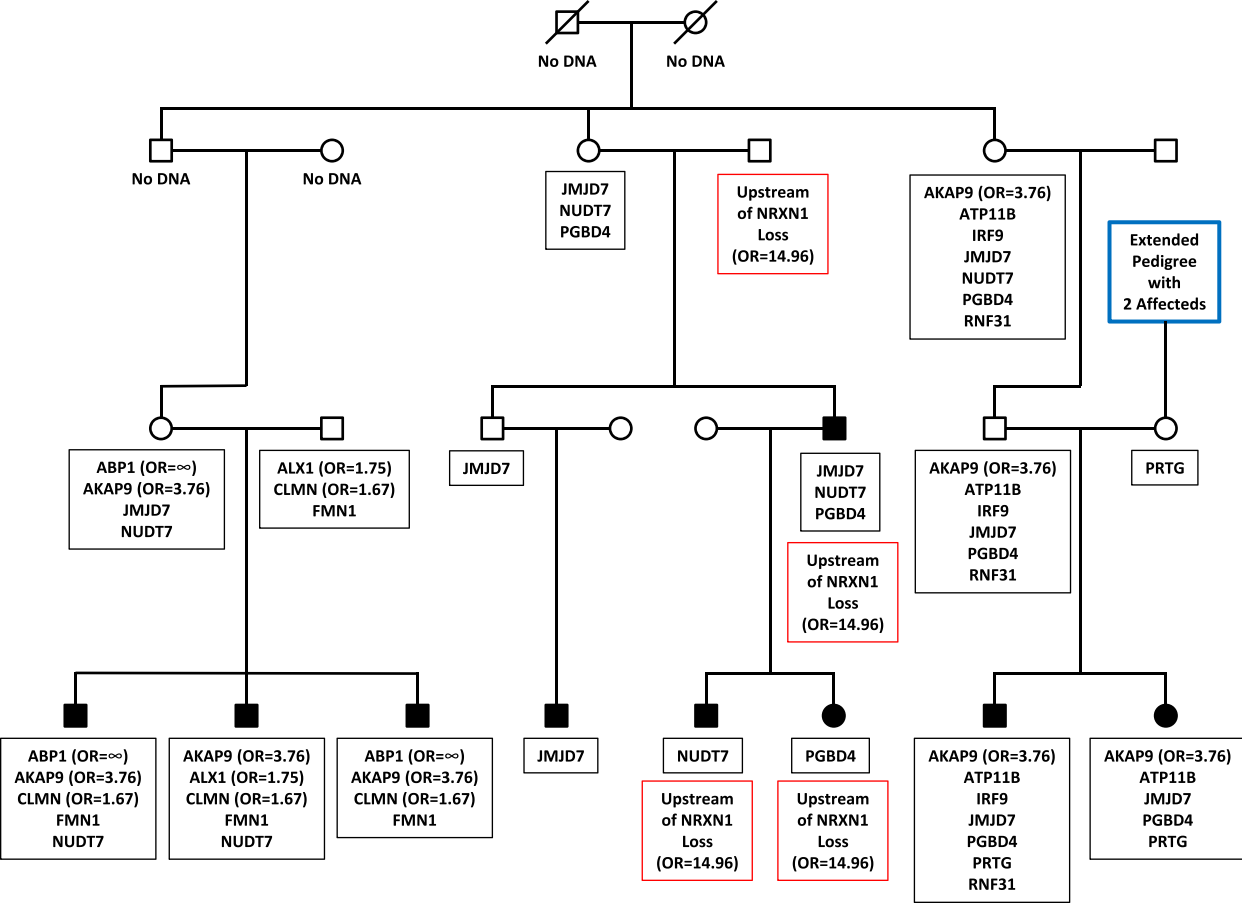 No DNA
No DNA
No DNA
No DNA
JMJD7
NUDT7
PGBD4
Upstream
of NRXN1
Loss
(OR=14.96)
AKAP9 (OR=3.76)
ATP11B
IRF9
JMJD7
NUDT7
PGBD4
RNF31
Extended
Pedigree
with
2 Affecteds
ABP1 (OR=∞)
AKAP9 (OR=3.76)
JMJD7
NUDT7
ALX1 (OR=1.75)
CLMN (OR=1.67)
FMN1
JMJD7
JMJD7
NUDT7
PGBD4
Upstream
of NRXN1
Loss
(OR=14.96)
AKAP9 (OR=3.76)
ATP11B
IRF9
JMJD7
PGBD4
RNF31
PRTG
ABP1 (OR=∞)
AKAP9 (OR=3.76)
CLMN (OR=1.67)
FMN1
NUDT7
AKAP9 (OR=3.76)
ALX1 (OR=1.75)
CLMN (OR=1.67)
FMN1
NUDT7
ABP1 (OR=∞)
AKAP9 (OR=3.76)
CLMN (OR=1.67)
FMN1
JMJD7
NUDT7
Upstream
of NRXN1
Loss
(OR=14.96)
PGBD4
Upstream
of NRXN1
Loss
(OR=14.96)
AKAP9 (OR=3.76)
ATP11B
IRF9
JMJD7
PGBD4
PRTG
RNF31
AKAP9 (OR=3.76)
ATP11B
JMJD7
PGBD4
PRTG